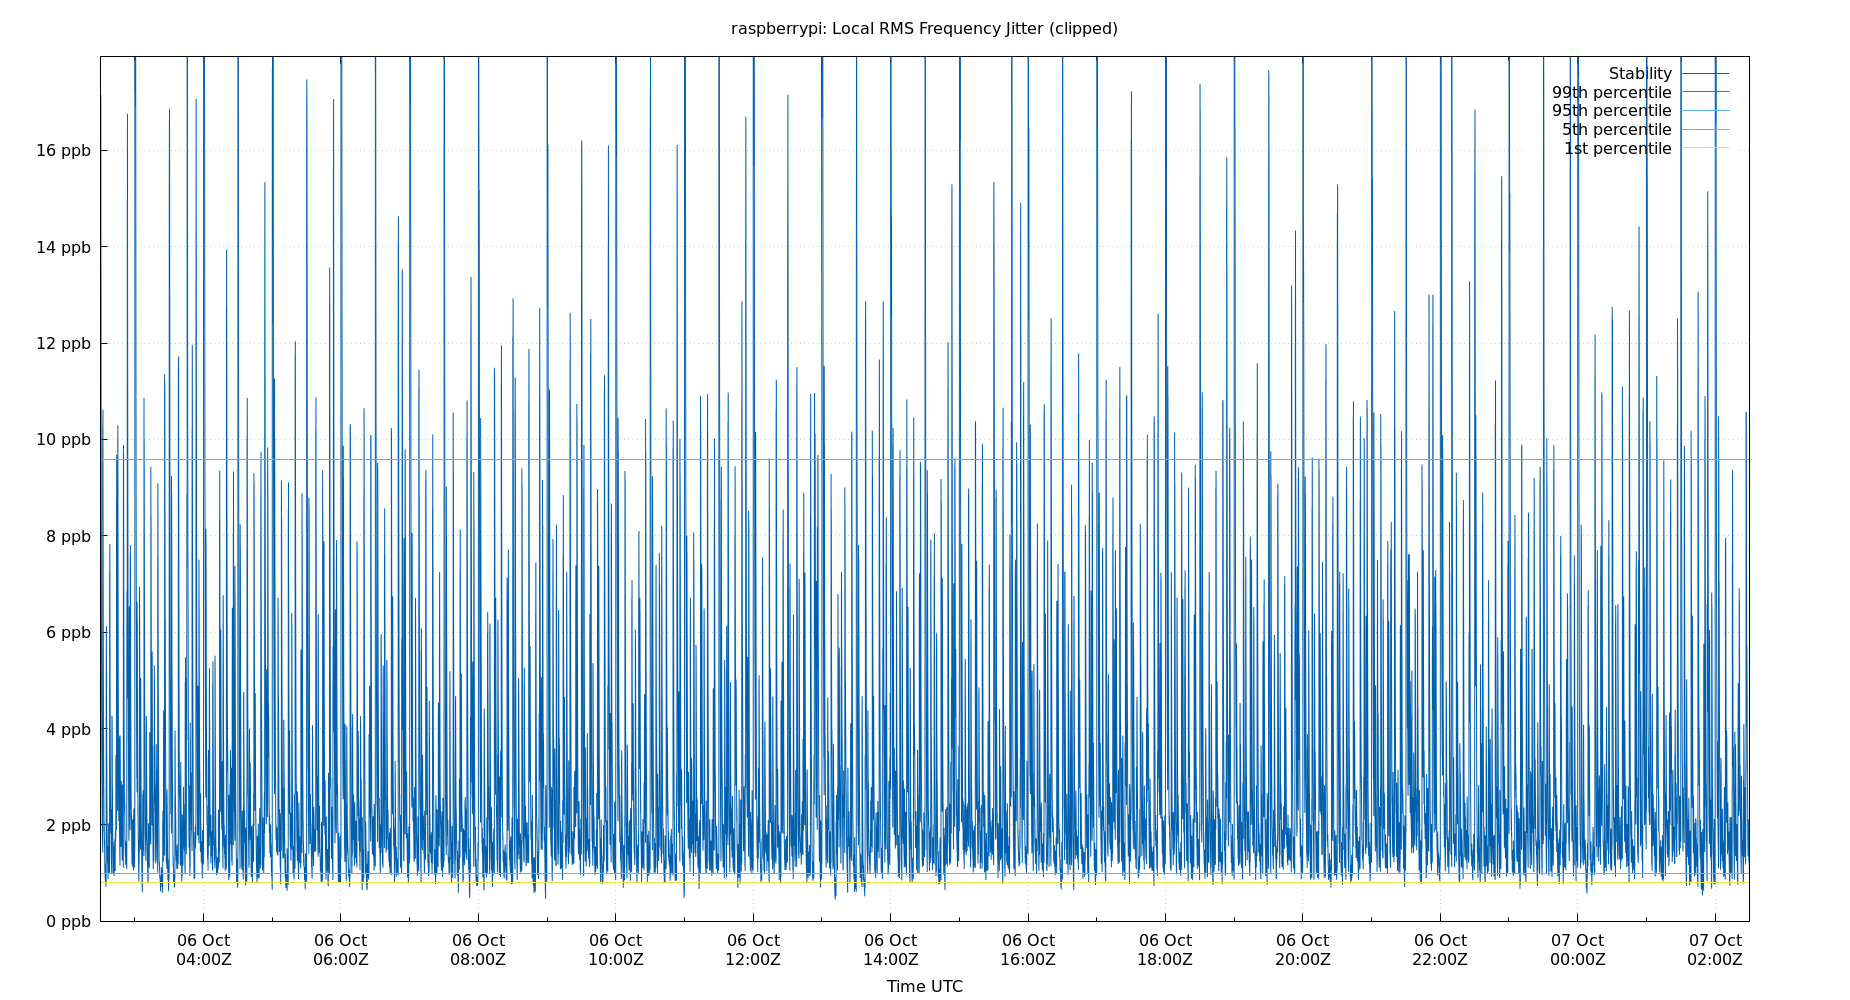 raspberrypi: Local RMS Frequency Jitter (clipped)
Stability
99th percentile
95th percentile
5th percentile
1st percentile
16 ppb
14 ppb
12 ppb
10 ppb
8 ppb
6 ppb
4 ppb
2 ppb
0 ppb
06 Oct 06 Oct 06 Oct 06 Oct 06 Oct 06 Oct 06 Oct 06 Oct 06 Oct 06 Oct 07 Oct 07 Oct
04:00Z 06:00Z 08:00Z 10:00Z 12:00Z 14:00Z 16:00Z 18:00Z 20:00Z 22:00Z 00:00Z 02:00Z
Time UTC